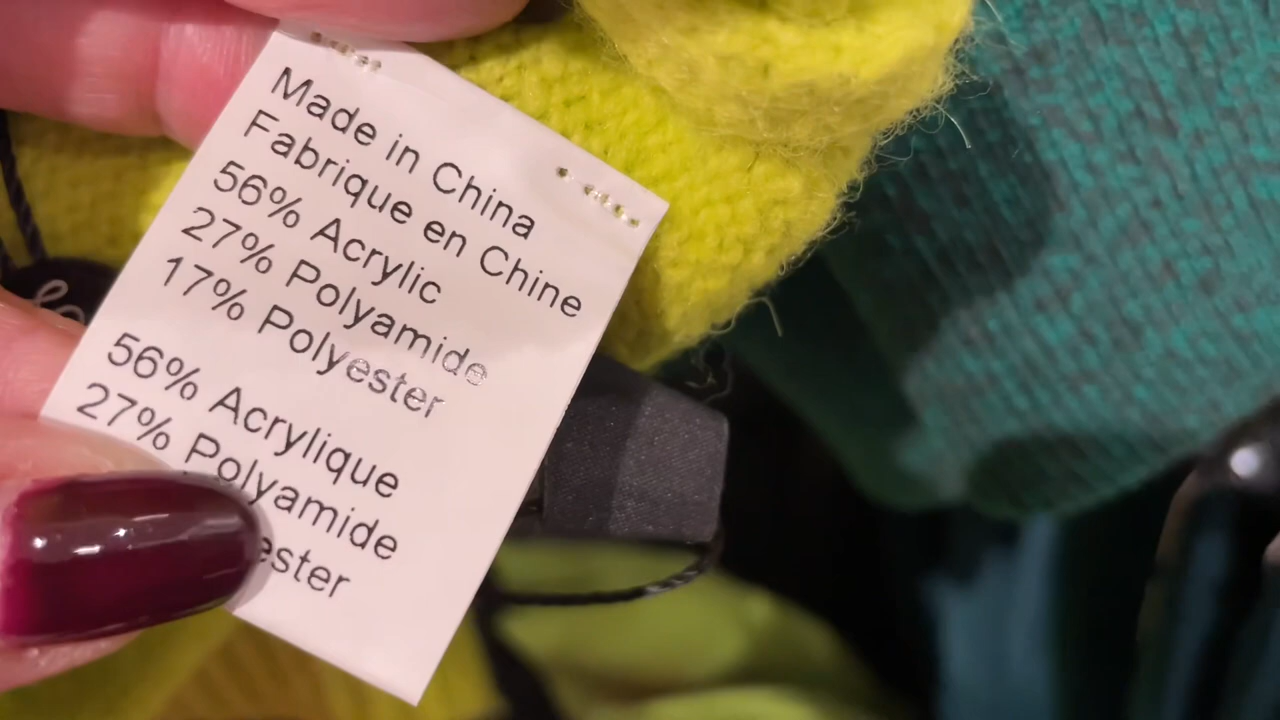 Made in China
Fabrique en Chine
56% Acrylic
27% Polyamide
17% Polyester
56% Acrylique
27% Polyamide
ester